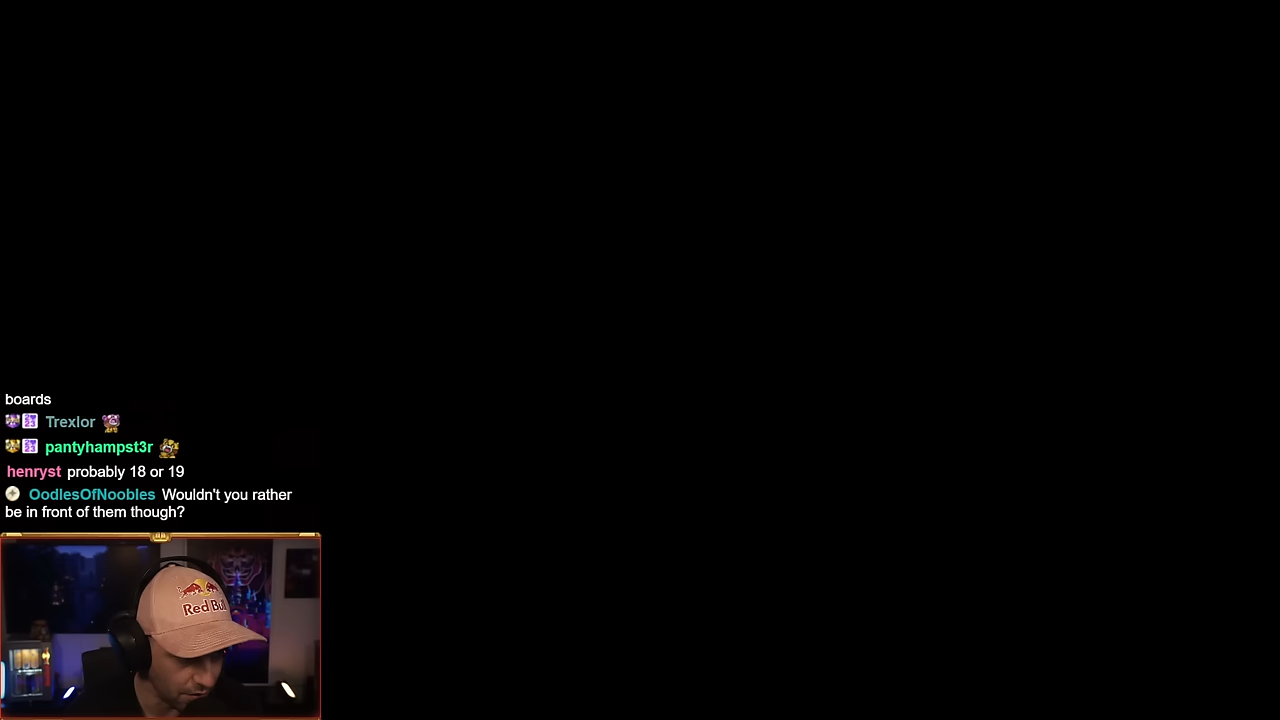 boards
Trexlor
pantyhampst3r
henryst probably 18 or 19
OodlesOfNoobles Wouldn't you rather
be in front of them though?
Red Bull